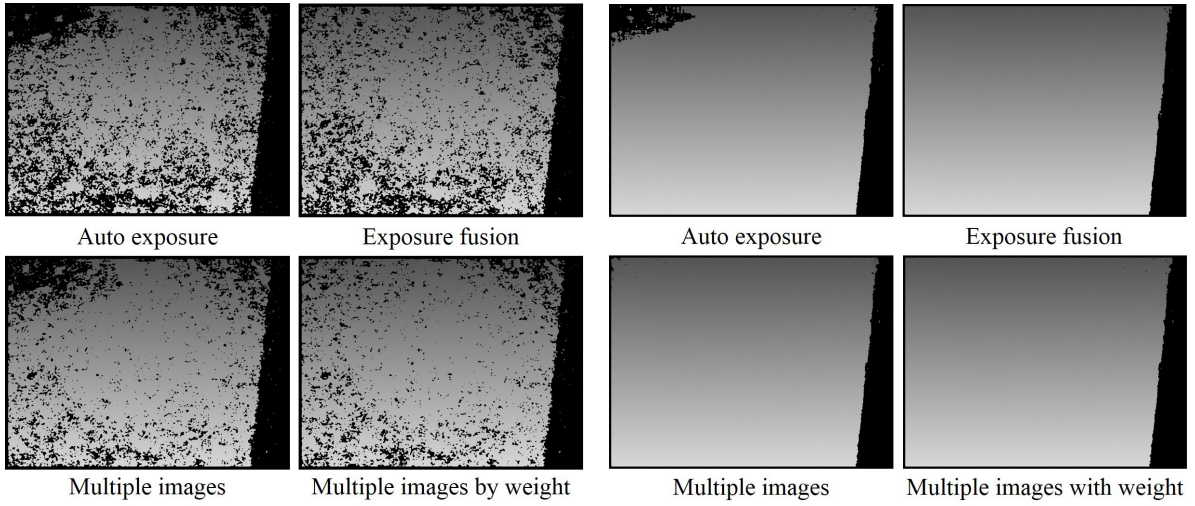 Auto exposure
Exposure fusion
Auto exposure
Exposure fusion
Multiple images
Multiple images by weight
Multiple images
Multiple images with weight